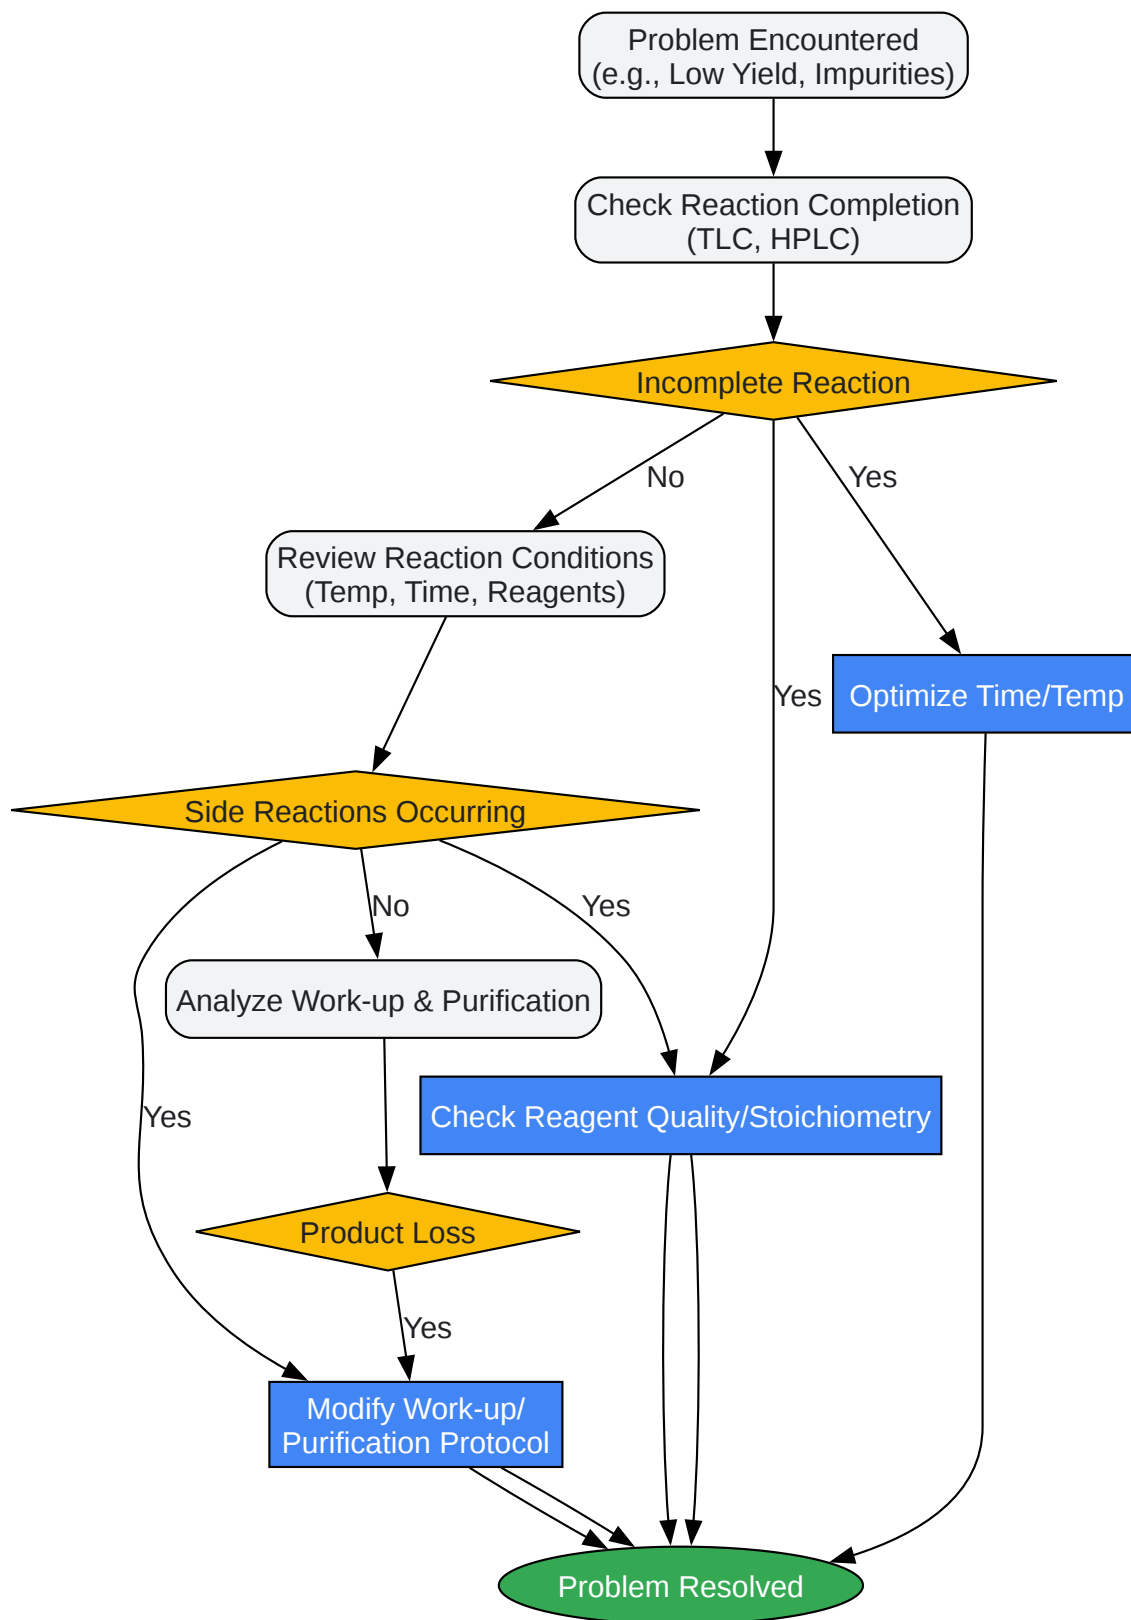 Problem Encountered
(e.g., Low Yield, Impurities)
Check Reaction Completion
(TLC, HPLC)
Incomplete Reaction
No
Yes
Review Reaction Conditions
(Temp, Time, Reagents)
Yes
Optimize Time/Temp
Side Reactions Occurring
No
Yes
Analyze Work-up & Purification
Yes
Check Reagent Quality/Stoichiometry
Product Loss
Yes
Modify Work-up/
Purification Protocol
Problem Resolved